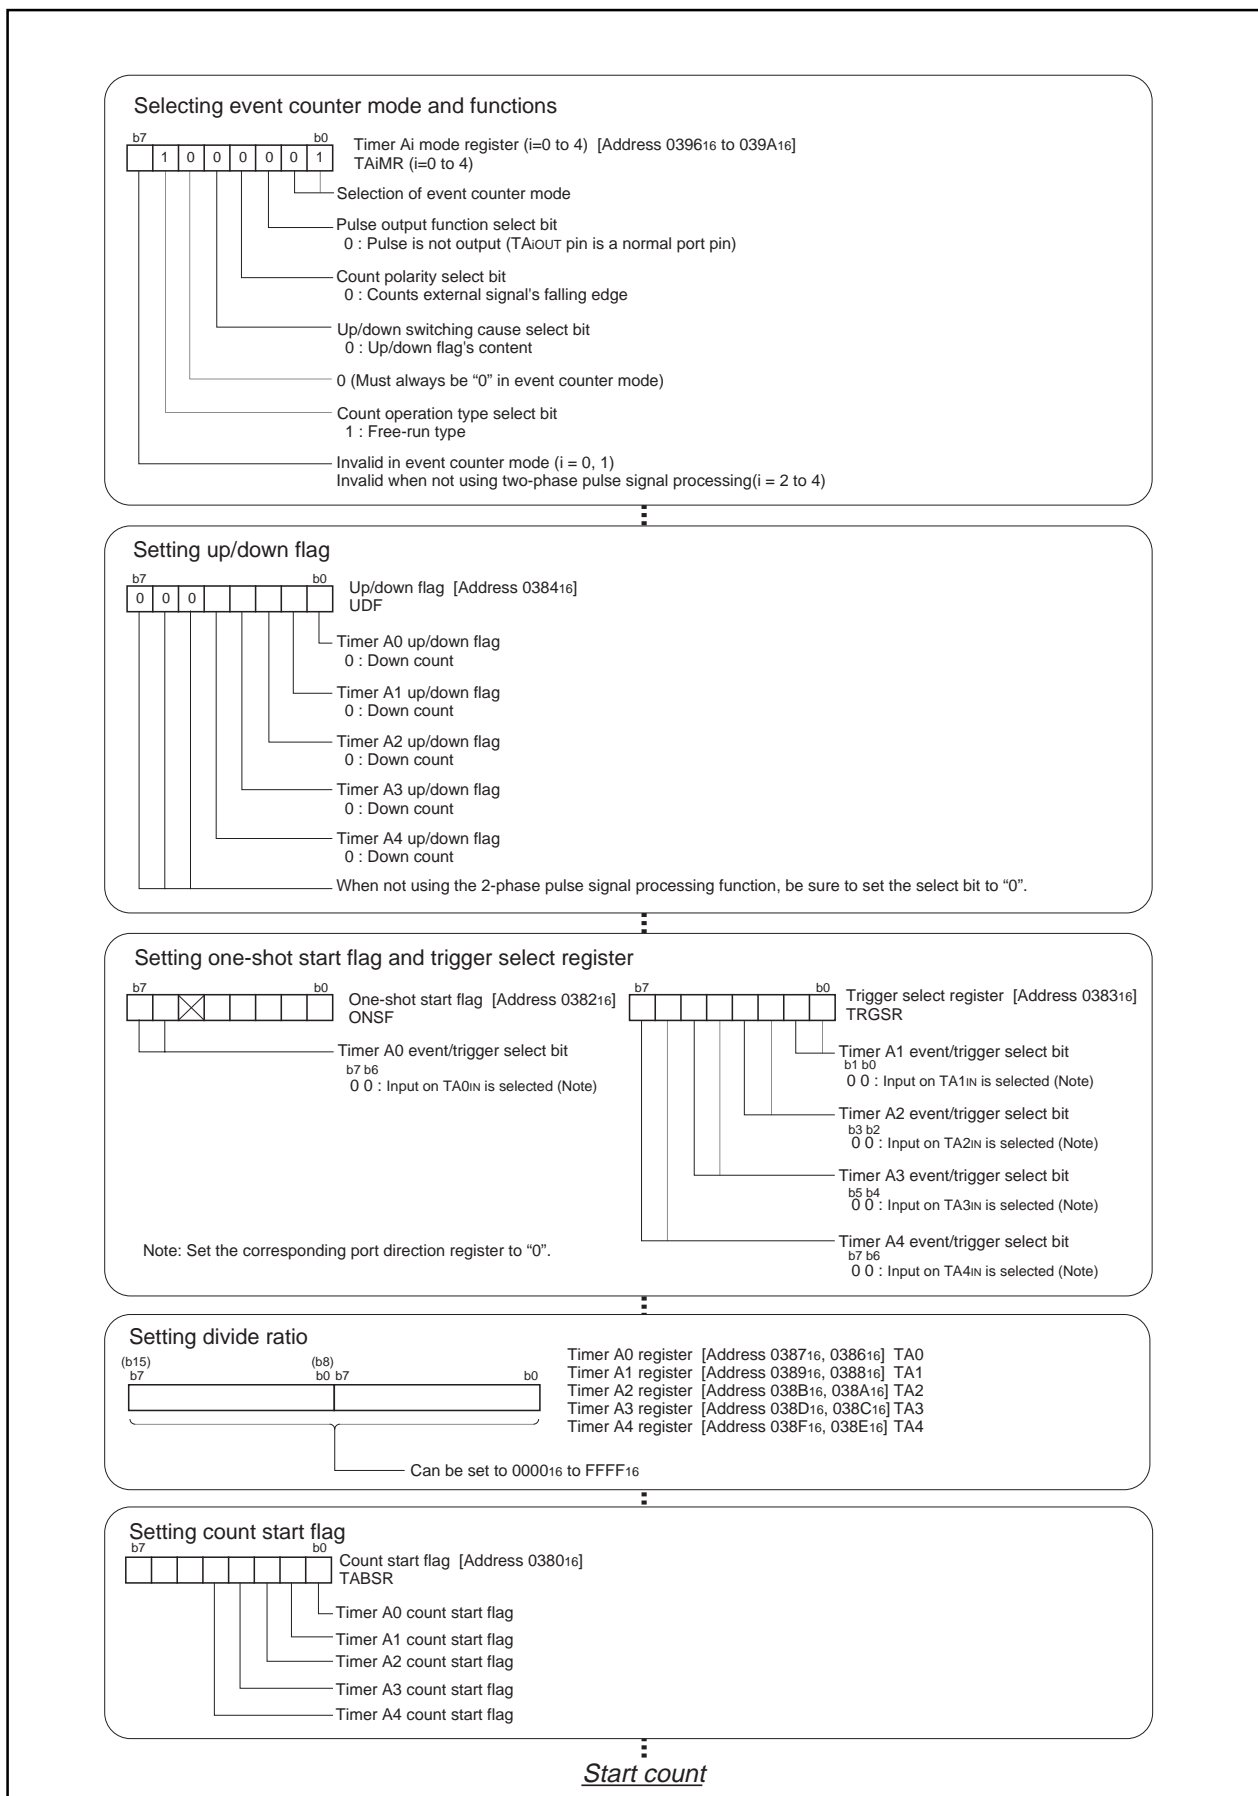 Selecting event counter mode and functions
b7 b0
1 0 0 0 0 0 1
Timer Ai mode register (i=0 to 4) [Address 039616 to 039A16]
TAiMR (i=0 to 4)
Selection of event counter mode
Pulse output function select bit
0 : Pulse is not output (TAiOUT pin is a normal port pin)
Count polarity select bit
0 : Counts external signal's falling edge
Up/down switching cause select bit
0 : Up/down flag's content
0 (Must always be “0” in event counter mode)
Count operation type select bit
1 : Free-run type
Invalid in event counter mode (i = 0, 1)
Invalid when not using two-phase pulse signal processing(i = 2 to 4)
Setting up/down flag
b7 b0
0 0 0
Up/down flag [Address 038416]
UDF
Timer A0 up/down flag
0 : Down count
Timer A1 up/down flag
0 : Down count
Timer A2 up/down flag
0 : Down count
Timer A3 up/down flag
0 : Down count
Timer A4 up/down flag
0 : Down count
When not using the 2-phase pulse signal processing function, be sure to set the select bit to “0”.
Setting one-shot start flag and trigger select register
b7 b0
One-shot start flag [Address 038216]
ONSF
Timer A0 event/trigger select bit
b7 b6
0 0 : Input on TA0IN is selected (Note)
b7 b0
Trigger select register [Address 038316]
TRGSR
Timer A1 event/trigger select bit
b1 b0
0 0 : Input on TA1IN is selected (Note)
Timer A2 event/trigger select bit
b3 b2
0 0 : Input on TA2IN is selected (Note)
Timer A3 event/trigger select bit
b5 b4
0 0 : Input on TA3IN is selected (Note)
Timer A4 event/trigger select bit
b7 b6
0 0 : Input on TA4IN is selected (Note)
Note: Set the corresponding port direction register to “0”.
Setting divide ratio
(b15) (b8)
b7 b0 b7 b0
Timer A0 register [Address 038716, 038616] TA0
Timer A1 register [Address 038916, 038816] TA1
Timer A2 register [Address 038B16, 038A16] TA2
Timer A3 register [Address 038D16, 038C16] TA3
Timer A4 register [Address 038F16, 038E16] TA4
Can be set to 000016 to FFFF16
Setting count start flag
b7 b0
Count start flag [Address 038016]
TABSR
Timer A0 count start flag
Timer A1 count start flag
Timer A2 count start flag
Timer A3 count start flag
Timer A4 count start flag
Start count